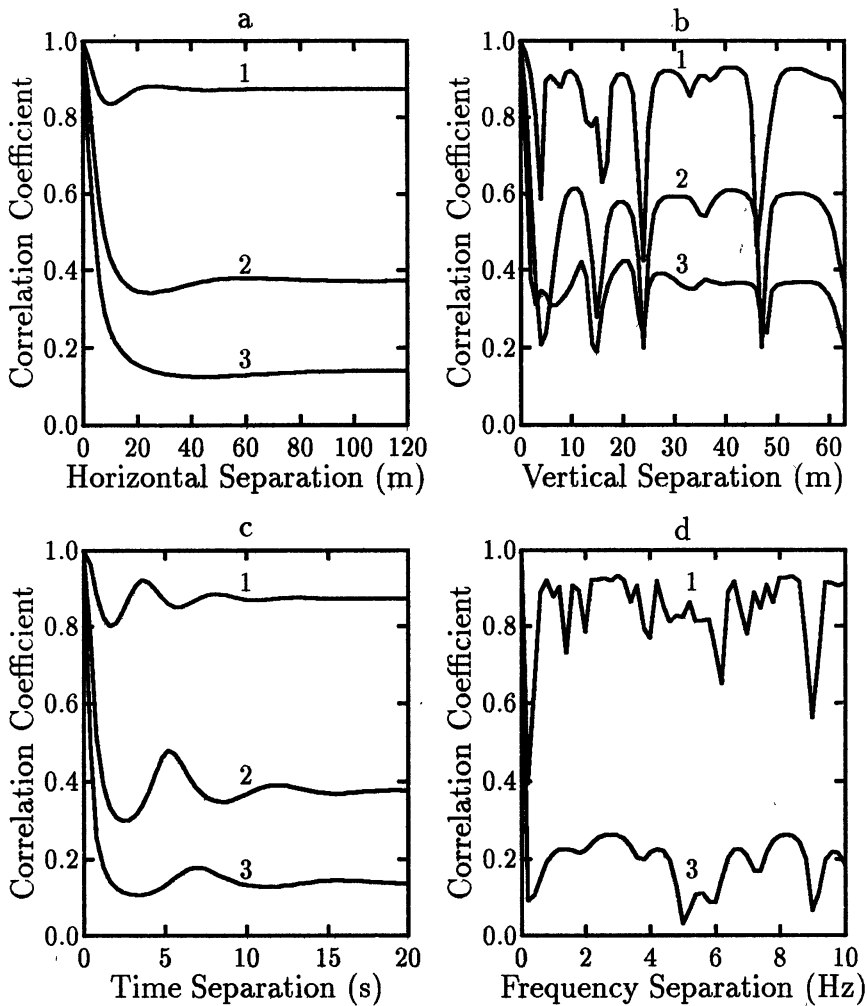 a
Correlation Coefficient
1.0
0.8
0.6
0.4
0.2
0.0
1
2
3
0 20 40 60 80 100 120
Horizontal Separation (m)
b
Correlation Coefficient
1.0
0.8
0.6
0.4
0.2
0.0
1
2
3
0 10 20 30 40 50 60
Vertical Separation (m)
c
Correlation Coefficient
1.0
0.8
0.6
0.4
0.2
0.0
1
2
3
0 5 10 15 20
Time Separation (s)
d
Correlation Coefficient
1.0
0.8
0.6
0.4
0.2
0.0
1
3
0 2 4 6 8 10
Frequency Separation (Hz)